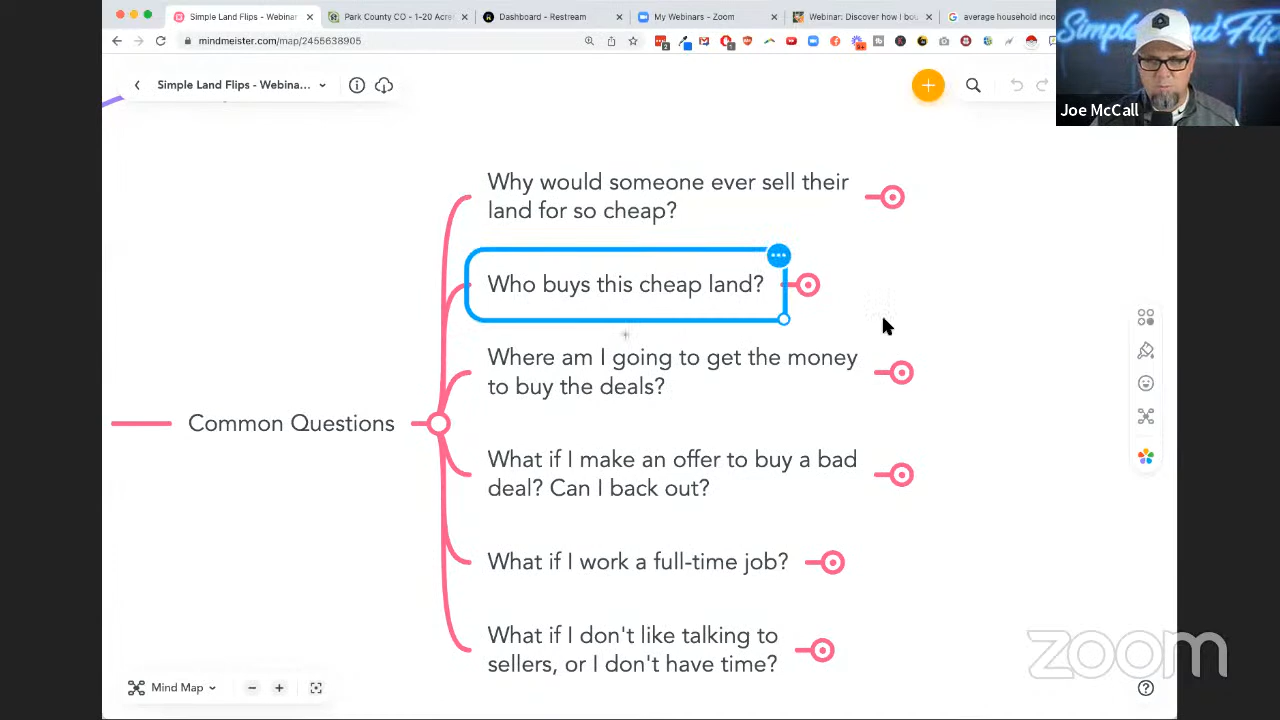 Simple Land Flips - Webinar
Park County CO - 1-20 Acre
Dashboard - Restream
My Webinars - Zoom
Webinar: Discover how I bou
average household inco
mindmeister.com/map/2455638905
Simple Land Flips - Webina...
Joe McCall
Why would someone ever sell their
land for so cheap?
Who buys this cheap land?
Where am I going to get the money
to buy the deals?
Common Questions
What if I make an offer to buy a bad
deal? Can I back out?
What if I work a full-time job?
What if I don't like talking to
sellers, or I don't have time?
zoom
Mind Map